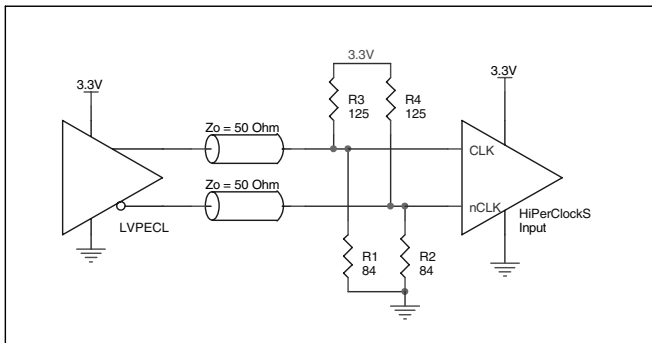 3.3V
3.3V
3.3V
R3
125
R4
125
Zo = 50 Ohm
CLK
Zo = 50 Ohm
nCLK
LVPECL
HiPerClockS
Input
R1
84
R2
84